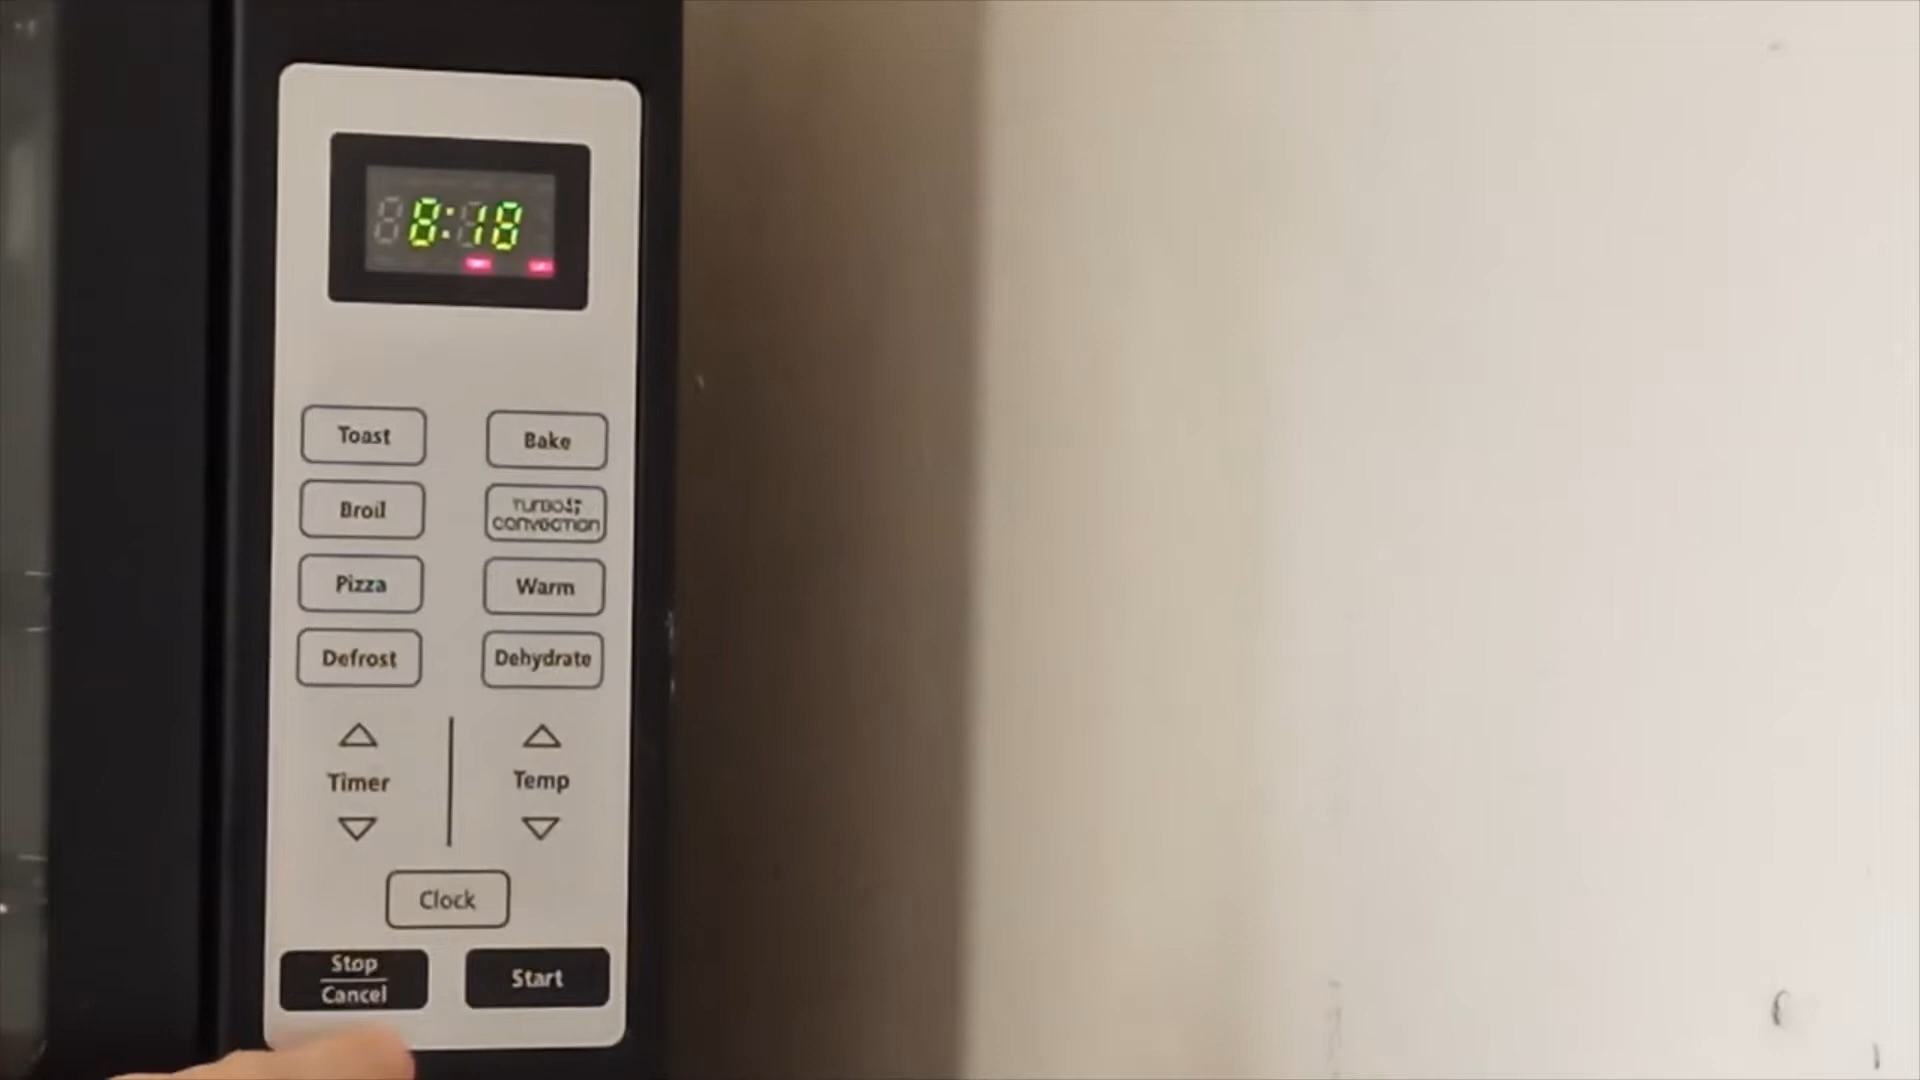 8:18
Toast
Bake
Broil
TURBO
CONVECTION
Pizza
Warm
Defrost
Dehydrate
Timer
Temp
Clock
Stop
Cancel
Start